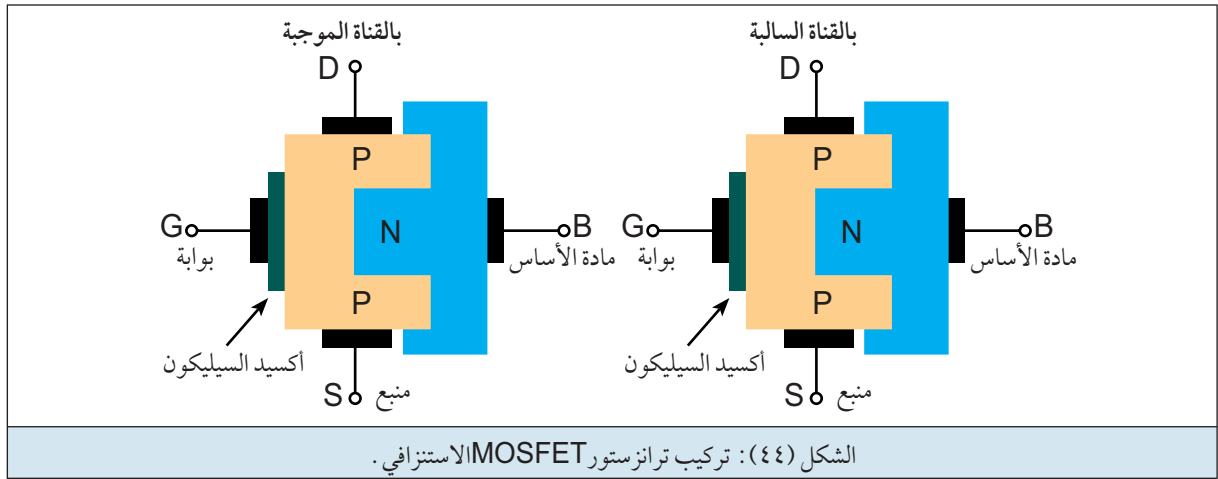 بالقناة السالبة
D
P
N
P
G
بوابة
B
مادة الأساس
أكسيد السيليكون
S منبع
بالقناة الموجبة
D
P
N
P
G
بوابة
B
مادة الأساس
أكسيد السيليكون
S منبع
الشكل (٤٤): تركيب ترانزستور MOSFET الاستنزافي.